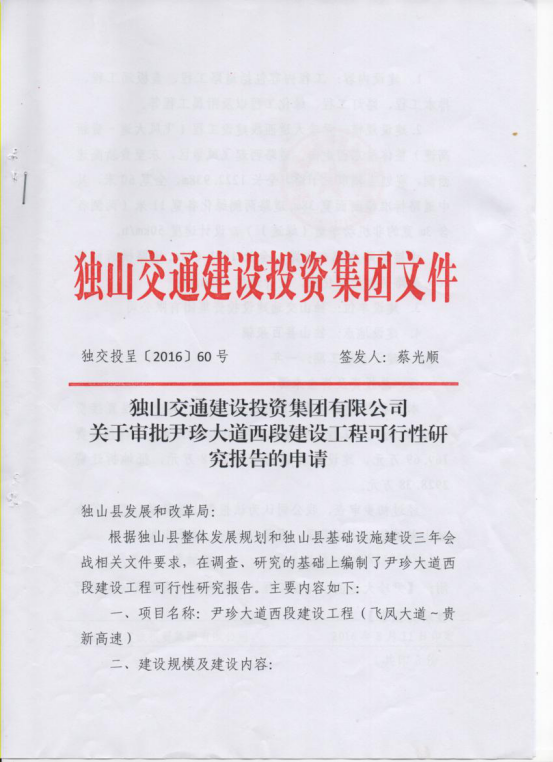 独山交通建设投资集团文件
独交投呈〔2016〕60号 签发人：蔡光顺
独山交通建设投资集团有限公司
关于审批尹珍大道西段建设工程可行性研
究报告的申请
独山县发展和改革局：
根据独山县整体发展规划和独山县基础设施建设三年会
战相关文件要求，在调查、研究的基础上编制了尹珍大道西
段建设工程可行性研究报告。主要内容如下：
一、项目名称：尹珍大道西段建设工程（飞凤大道～贵
新高速）
二、建设规模及建设内容：